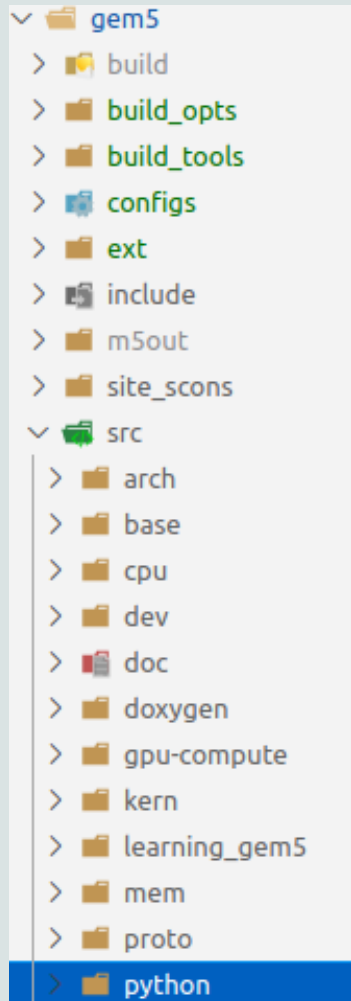 gem5
build
build_opts
build_tools
configs
ext
include
m5out
site_scons
src
arch
base
cpu
dev
doc
doxygen
gpu-compute
kern
learning_gem5
mem
proto
python